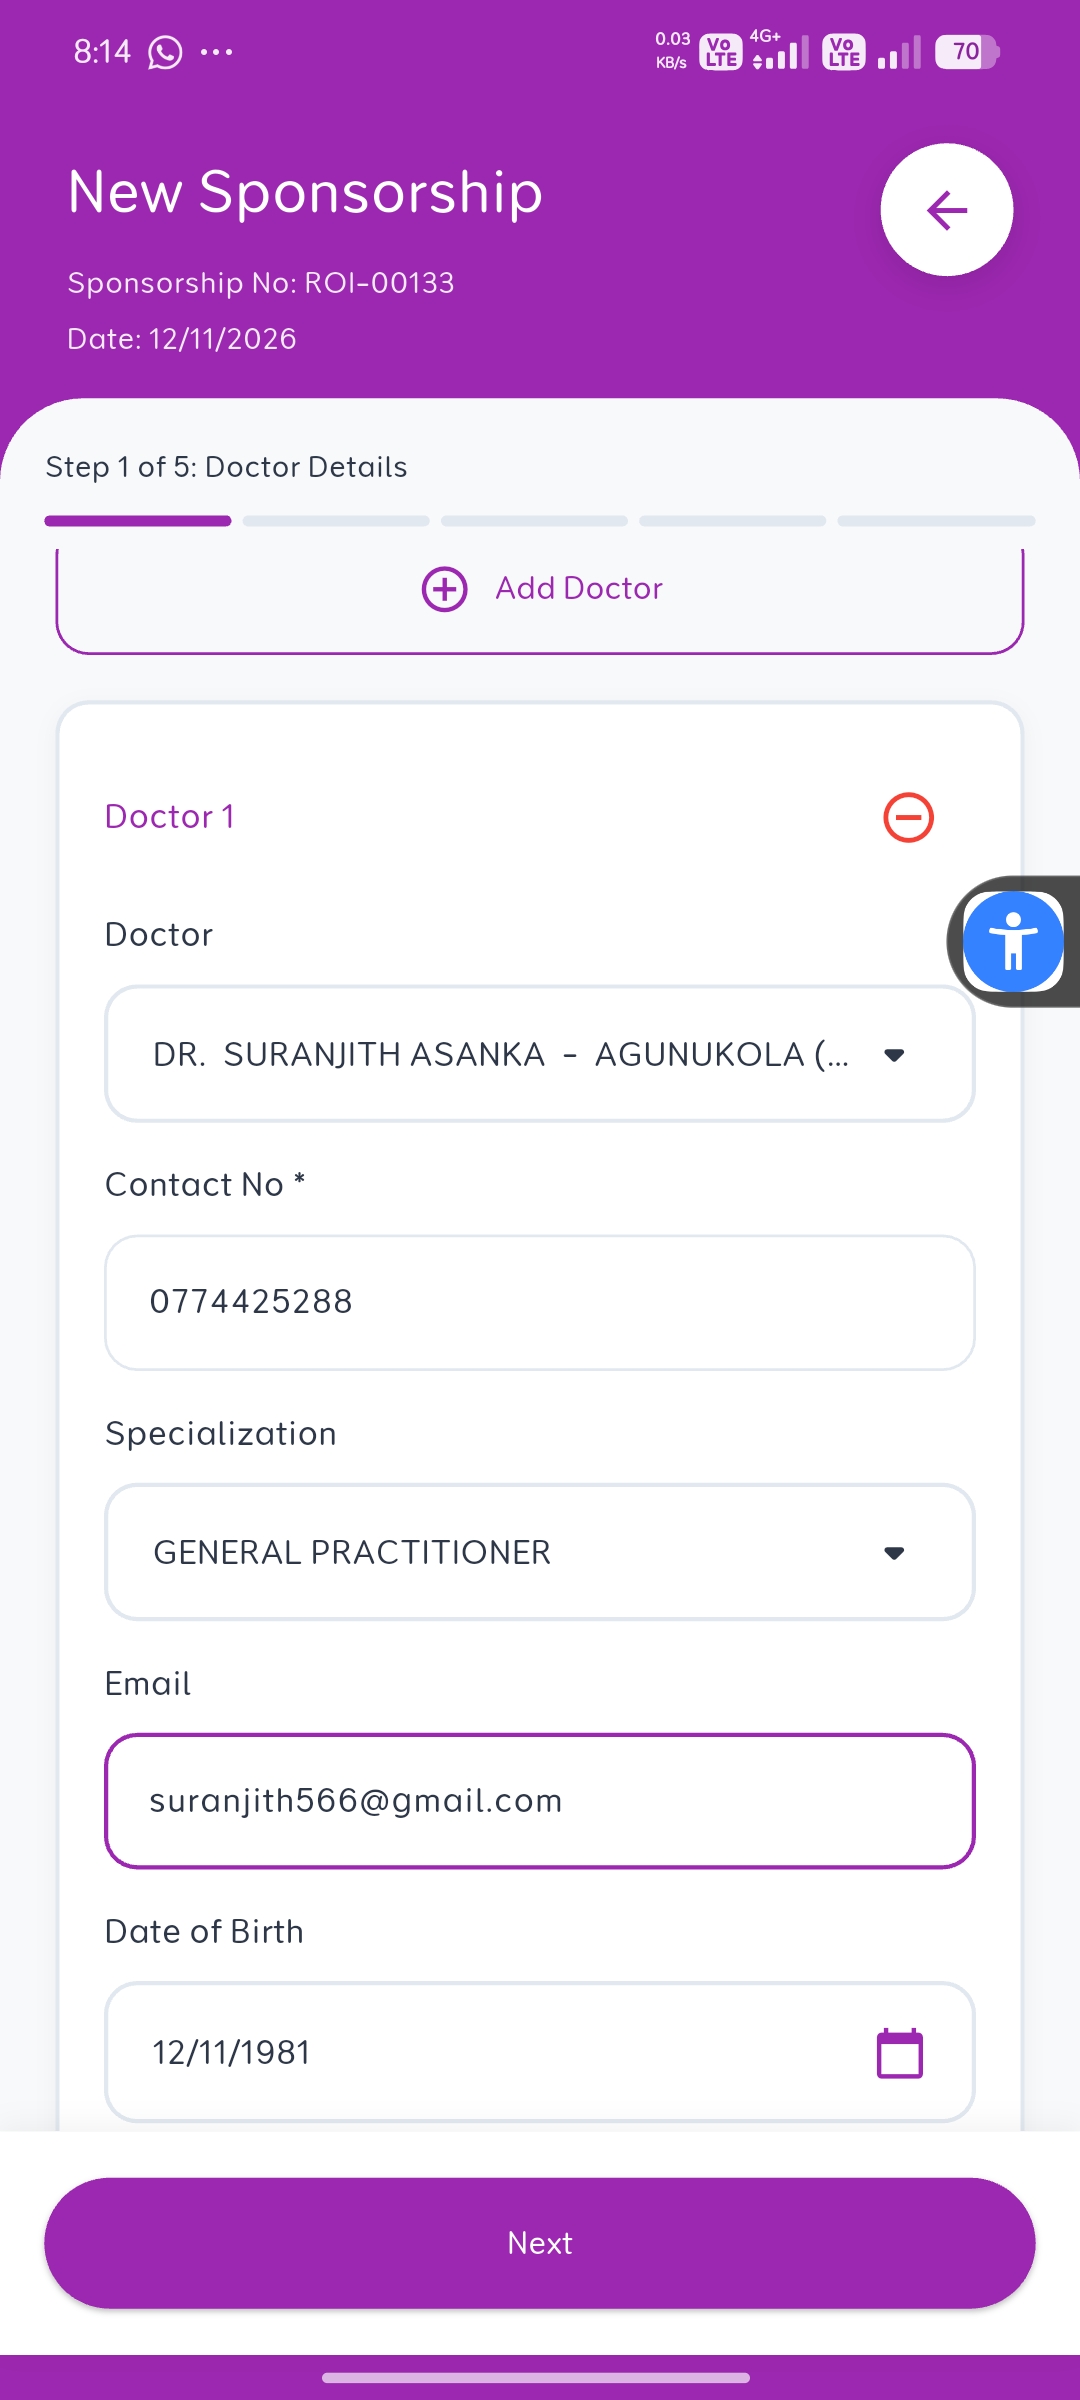 8:14
0.03 KB/s Vo LTE 4G+ Vo LTE 70
New Sponsorship
Sponsorship No: ROI-00133
Date: 12/11/2026
Step 1 of 5: Doctor Details
Add Doctor
Doctor 1
Doctor
DR.  SURANJITH ASANKA  -  AGUNUKOLA (...
Contact No *
0774425288
Specialization
GENERAL PRACTITIONER
Email
suranjith566@gmail.com
Date of Birth
12/11/1981
Next